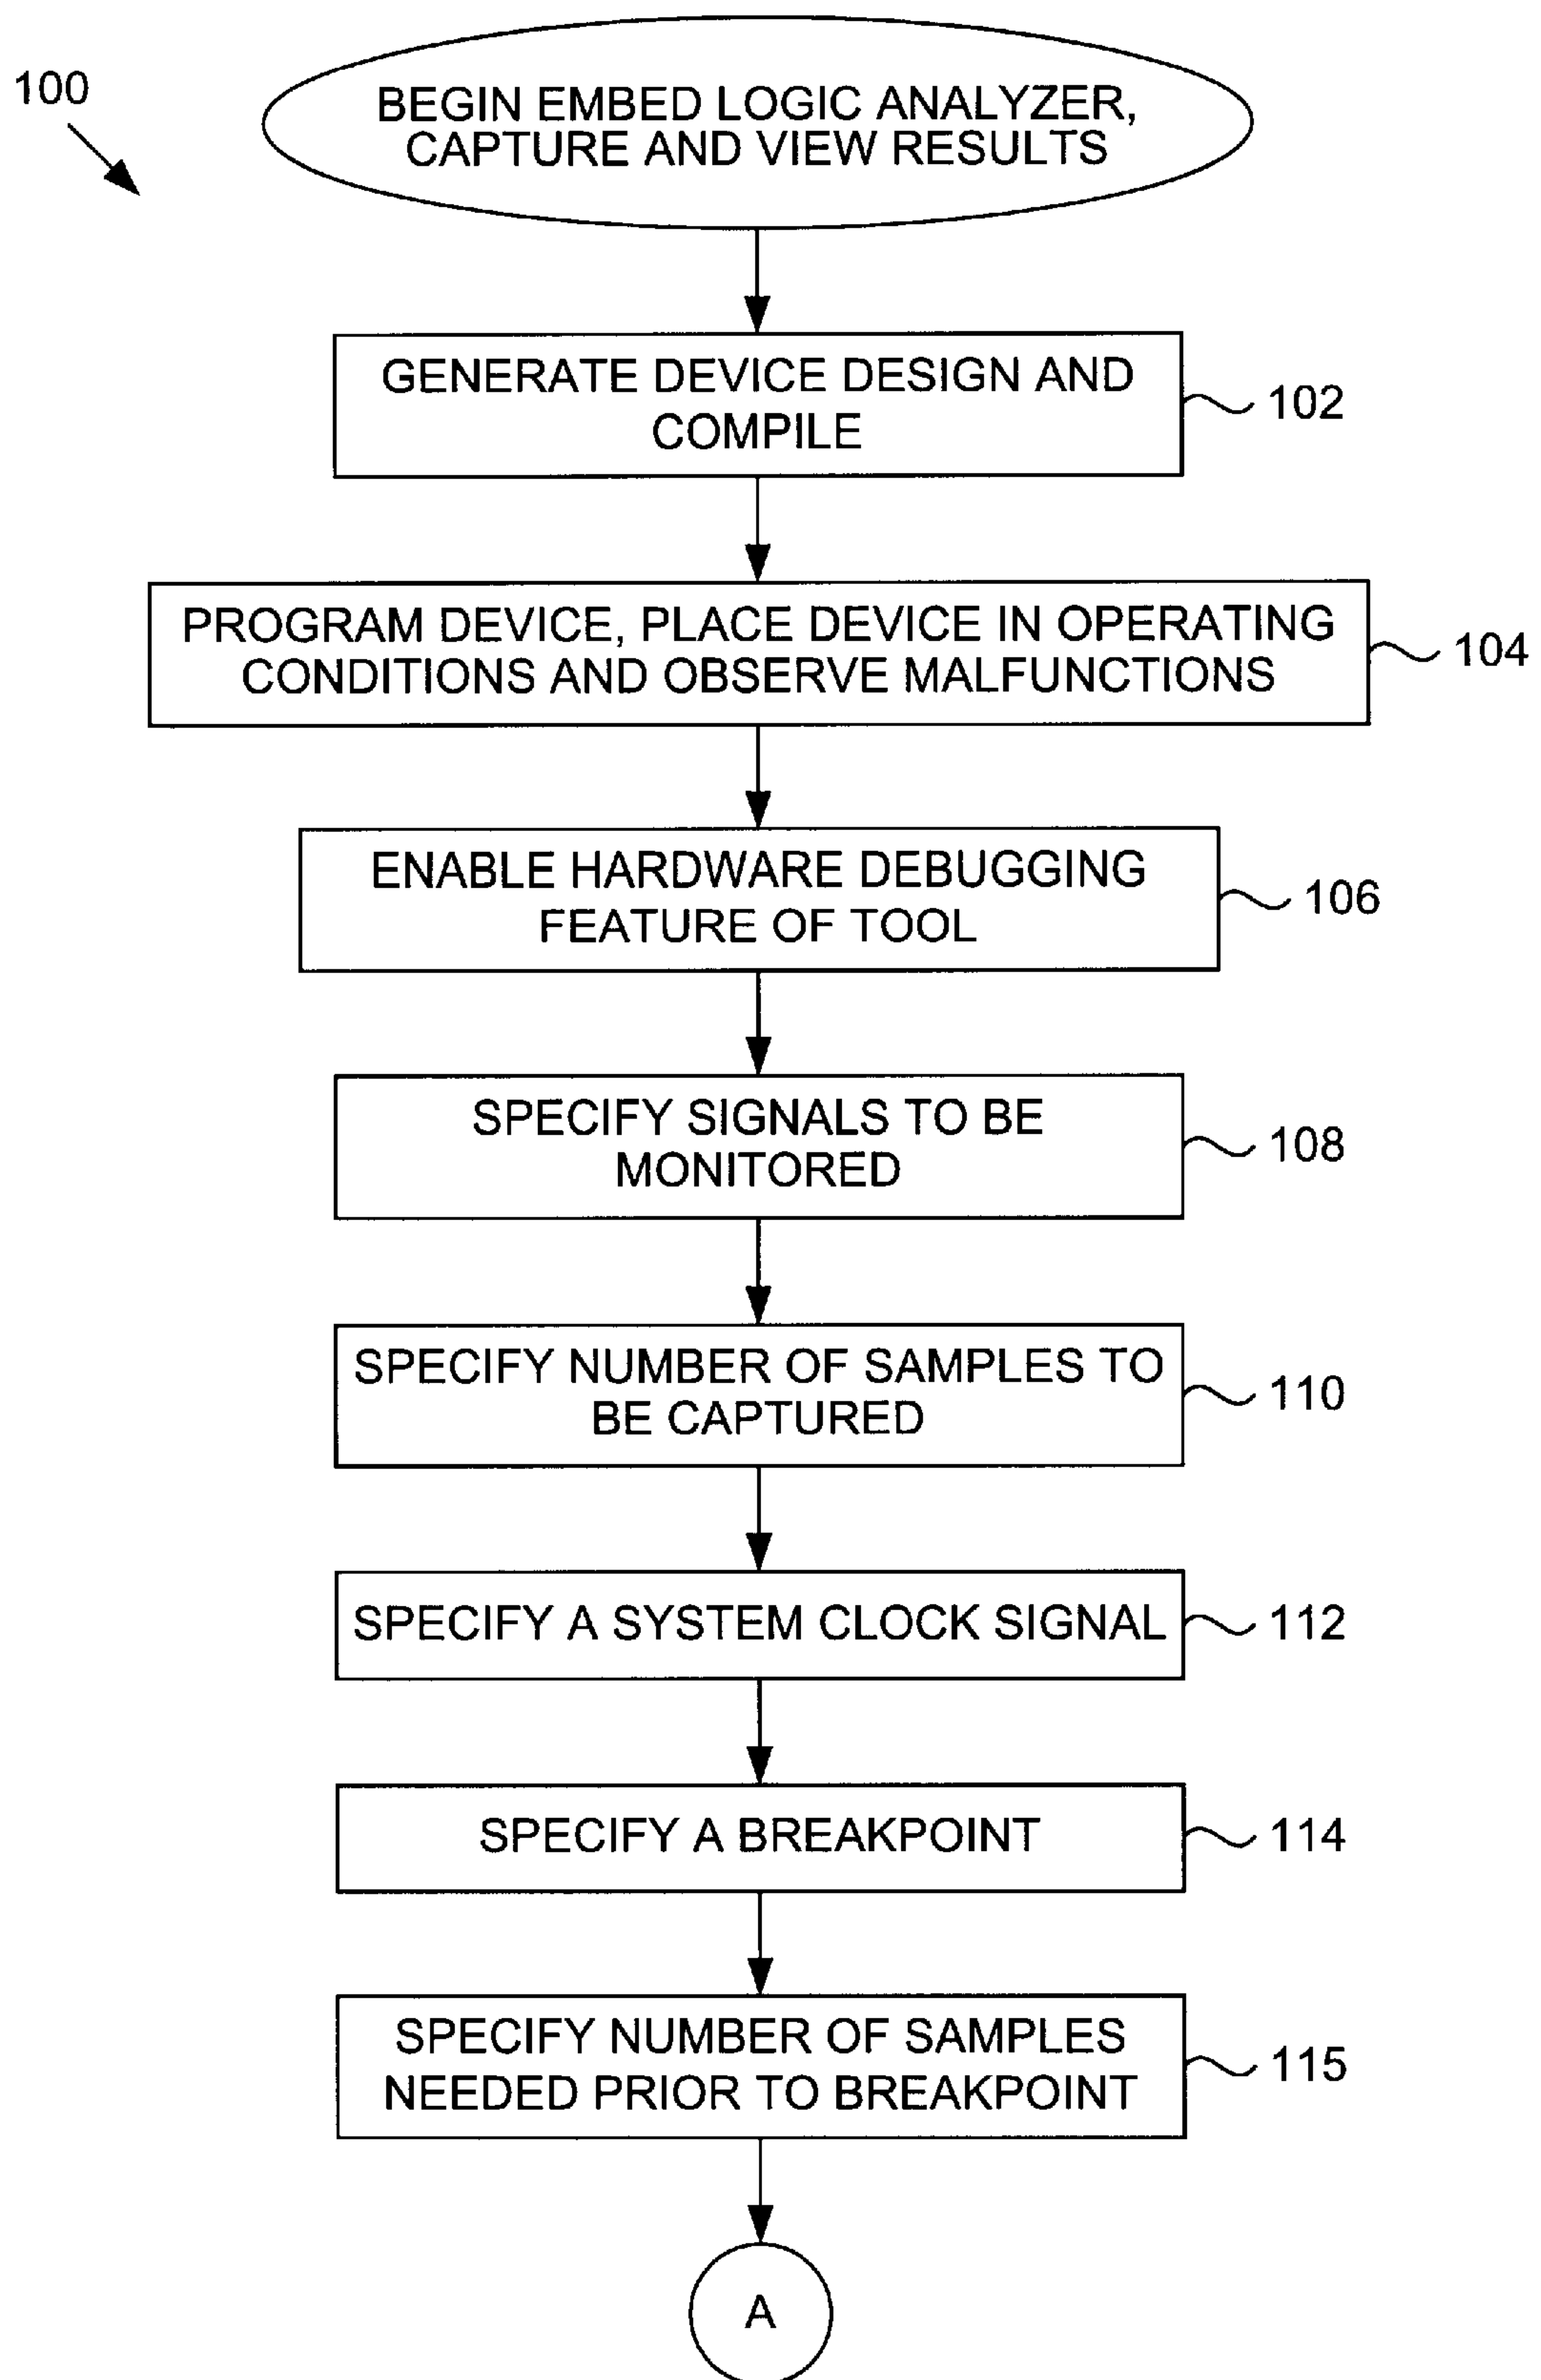 100
BEGIN EMBED LOGIC ANALYZER,
CAPTURE AND VIEW RESULTS
GENERATE DEVICE DESIGN AND
COMPILE
102
PROGRAM DEVICE, PLACE DEVICE IN OPERATING
CONDITIONS AND OBSERVE MALFUNCTIONS
104
ENABLE HARDWARE DEBUGGING
FEATURE OF TOOL
106
SPECIFY SIGNALS TO BE
MONITORED
108
SPECIFY NUMBER OF SAMPLES TO
BE CAPTURED
110
SPECIFY A SYSTEM CLOCK SIGNAL
112
SPECIFY A BREAKPOINT
114
SPECIFY NUMBER OF SAMPLES
NEEDED PRIOR TO BREAKPOINT
115
A